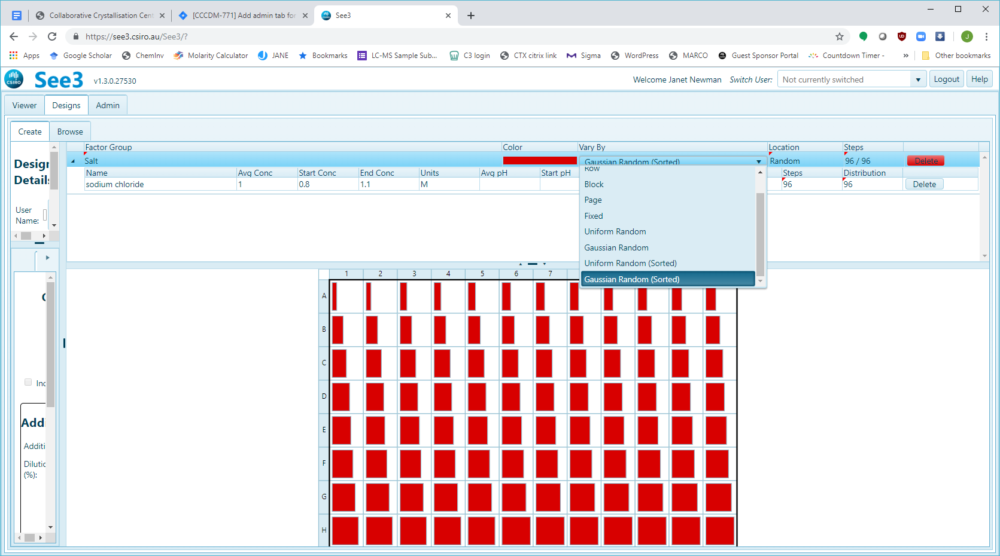 Collaborative Crystallisation Cent
[CCCDM-771] Add admin tab for
See3
https://see3.csiro.au/See3/?
J
Apps
Google Scholar
ChemInv
Molarity Calculator
JANE
Bookmarks
LC-MS Sample Sub...
C3 login
CTX citrix link
Sigma
WordPress
MARCO
Guest Sponsor Portal
Countdown Timer -
»
Other bookmarks
CSIRO
See3
v1.3.0.27530
Welcome Janet Newman
Switch User:
Not currently switched
Logout
Help
Viewer
Designs
Admin
Create
Browse
Design
Details
User
Name:
Factor Group
Color
Vary By
Location
Steps
Salt
Gaussian Random (Sorted)
Random
96 / 96
Delete
Name
Avg Conc
Start Conc
End Conc
Units
Avg pH
Start pH
Steps
Distribution
sodium chloride
1
0.8
1.1
M
96
96
Delete
Row
Block
Page
Fixed
Uniform Random
Gaussian Random
Uniform Random (Sorted)
Gaussian Random (Sorted)
Inc
Addi
Additi
Dilutic
(%):
1 2 3 4 5 6 7
A
B
C
D
E
F
G
H